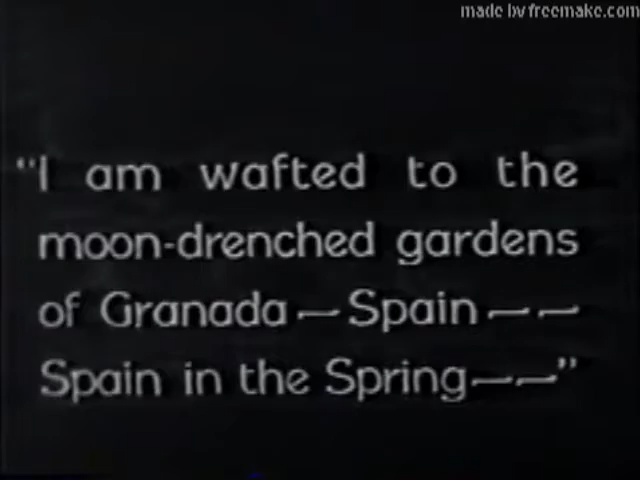 made by freemake.com
"I am wafted to the
moon-drenched gardens
of Granada — Spain — —
Spain in the Spring — —"